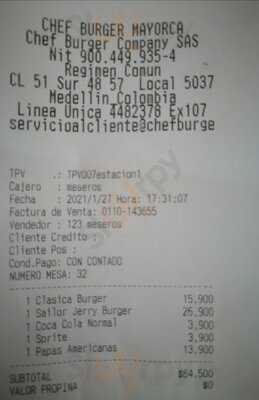 CHEF BURGER MAYORCA
Chef Burger Company SAS
Nit 900.449.935-4
Regimen Comun
CL 51 Sur 48 57 Local 5037
Medellin Colombia
Linea Unica 4482378 Ex107
servicioalcliente@chefburge
TPV .: TPV007estacion1
Cajero : meseros
Fecha : 2021/1/27 Hora: 17:31:07
Factura de Venta: 0110-143655
Vendedor : 123 meseros
Cliente Credito :
Cliente Pos :
Cond.Pago: CON CONTADO
NUMERO MESA: 32
1 Clasica Burger 15,900
1 Sailor Jerry Burger 26,900
1 Coca Cola Normal 3,900
1 Sprite 3,900
1 Papas Americanas 13,900
SUBTOTAL $64,500
VALOR PROPINA $0